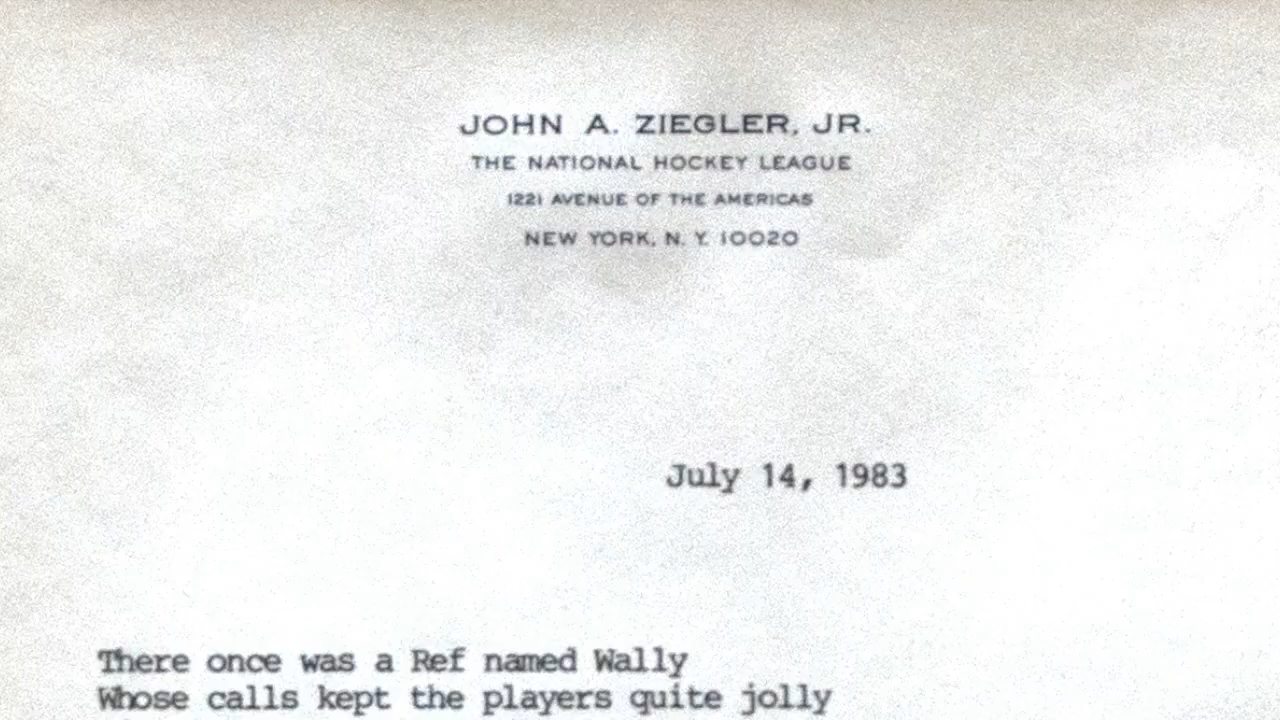 JOHN A. ZIEGLER, JR.
THE NATIONAL HOCKEY LEAGUE
1221 AVENUE OF THE AMERICAS
NEW YORK, N. Y. 10020
July 14, 1983
There once was a Ref named Wally
Whose calls kept the players quite jolly